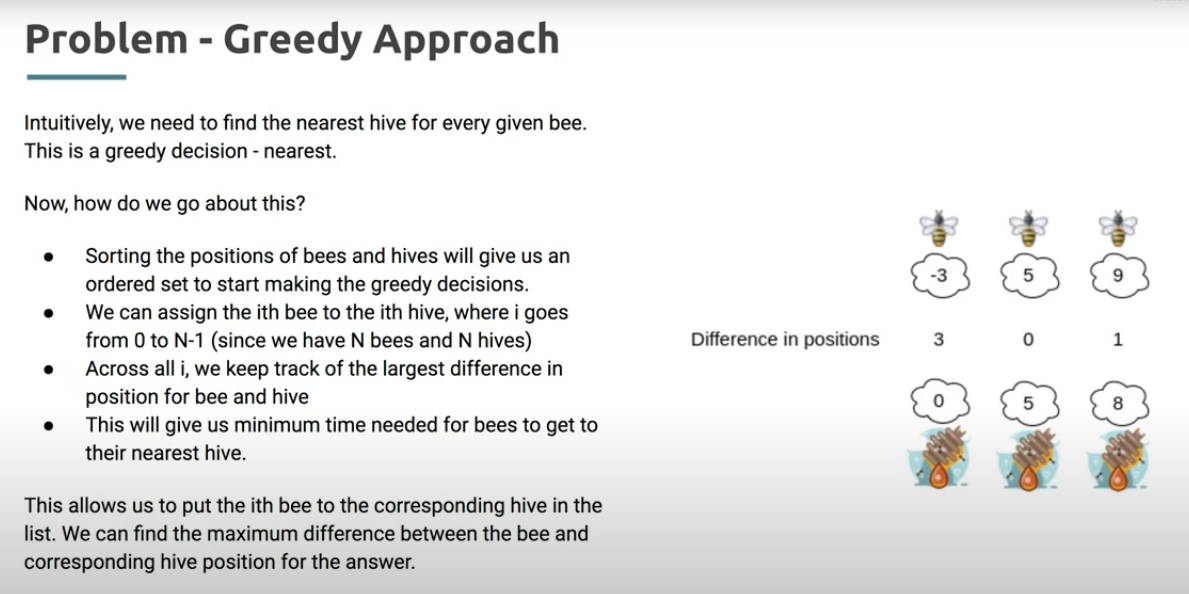 Problem - Greedy Approach
Intuitively, we need to find the nearest hive for every given bee.
This is a greedy decision - nearest.
Now, how do we go about this?
● Sorting the positions of bees and hives will give us an
ordered set to start making the greedy decisions.
● We can assign the ith bee to the ith hive, where i goes
from 0 to N-1 (since we have N bees and N hives)
● Across all i, we keep track of the largest difference in
position for bee and hive
● This will give us minimum time needed for bees to get to
their nearest hive.
This allows us to put the ith bee to the corresponding hive in the
list. We can find the maximum difference between the bee and
corresponding hive position for the answer.
-3 5 9
Difference in positions 3 0 1
0 5 8